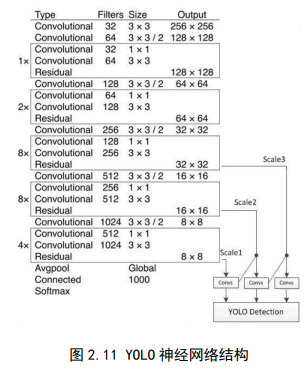 Type Filters Size Output
Convolutional 32 3 × 3 256 × 256
Convolutional 64 3 × 3 / 2 128 × 128
Convolutional 32 1 × 1
1× Convolutional 64 3 × 3
Residual 128 × 128
Convolutional 128 3 × 3 / 2 64 × 64
Convolutional 64 1 × 1
2× Convolutional 128 3 × 3
Residual 64 × 64
Convolutional 256 3 × 3 / 2 32 × 32
Convolutional 128 1 × 1
8× Convolutional 256 3 × 3
Residual 32 × 32
Scale3
Convolutional 512 3 × 3 / 2 16 × 16
Convolutional 256 1 × 1
8× Convolutional 512 3 × 3
Residual 16 × 16
Scale2
Convolutional 1024 3 × 3 / 2 8 × 8
Convolutional 512 1 × 1
4× Convolutional 1024 3 × 3
Residual 8 × 8
Scale1
Avgpool Global
Connected 1000
Softmax
Convs Convs Convs
YOLO Detection
图 2.11 YOLO 神经网络结构